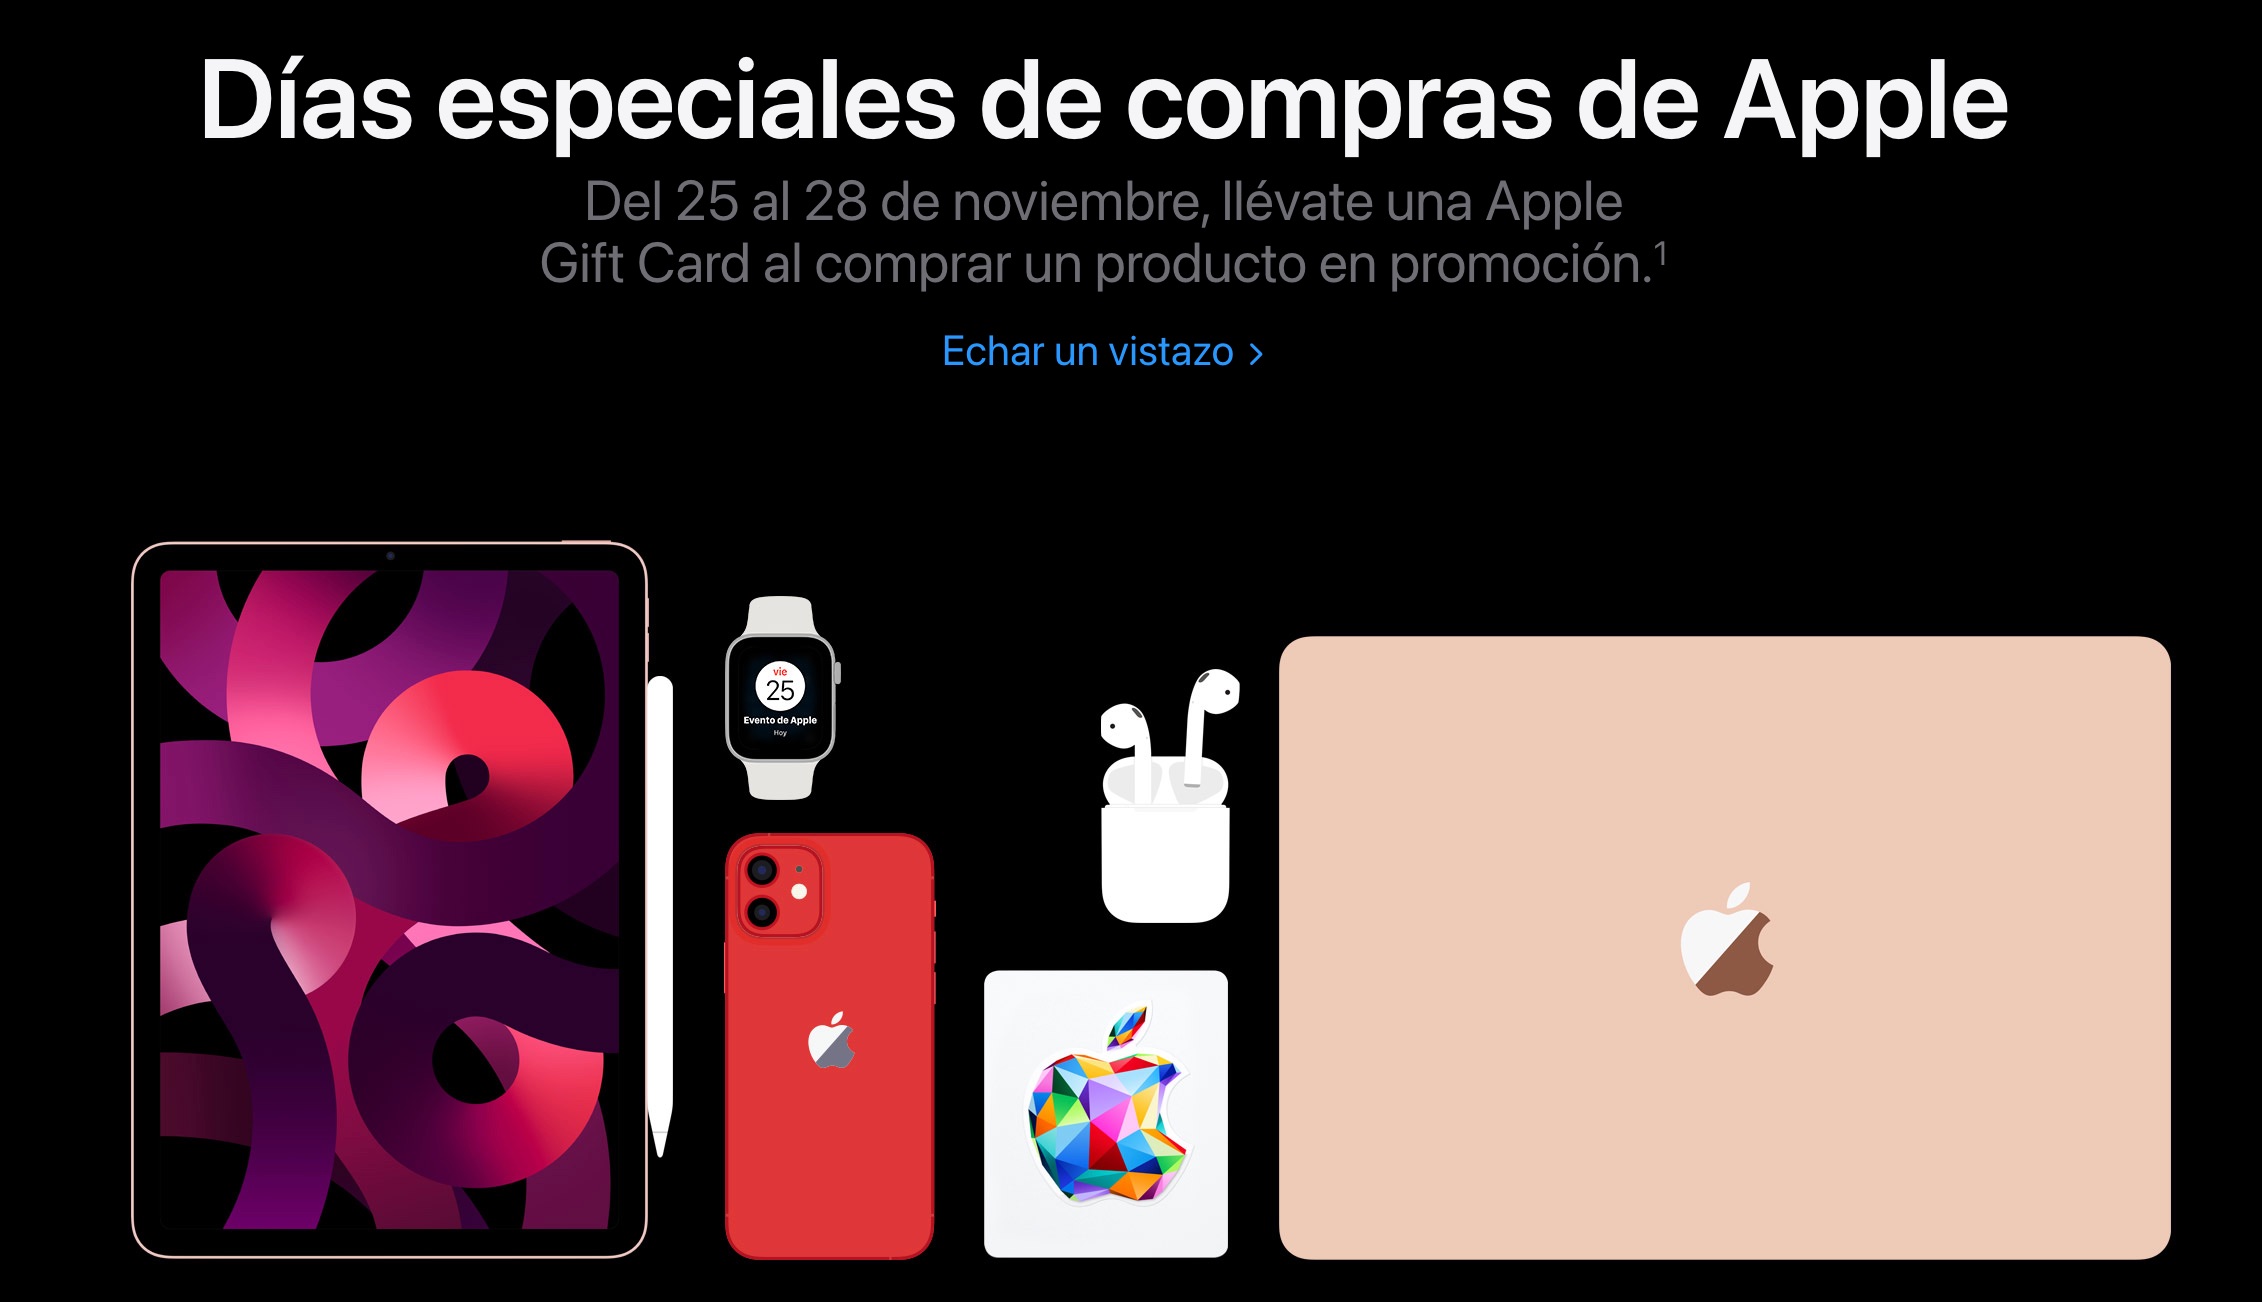 Días especiales de compras de Apple
Del 25 al 28 de noviembre, llévate una Apple
Gift Card al comprar un producto en promoción.¹
Echar un vistazo >
vie
25
Evento de Apple
Hoy